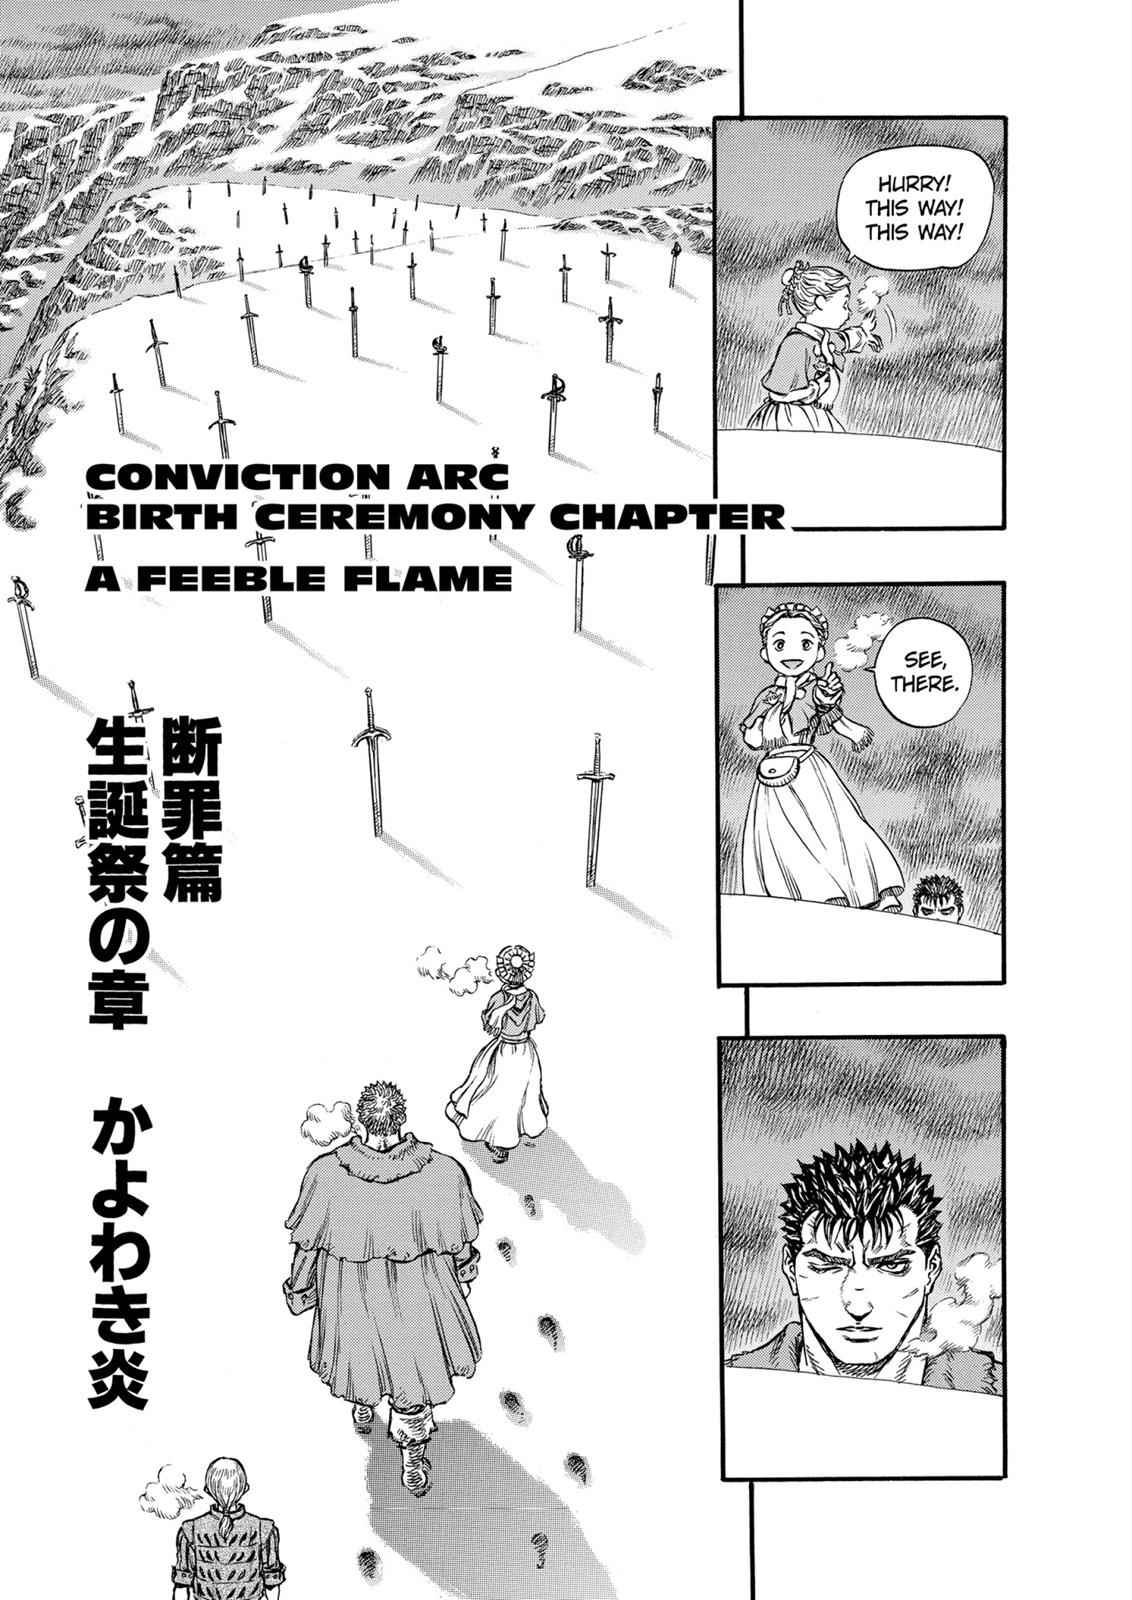 HURRY!
THIS WAY!
THIS WAY!
SEE,
THERE.
CONVICTION ARC
BIRTH CEREMONY CHAPTER
A FEEBLE FLAME
断罪篇
生誕祭の章 かよわき炎